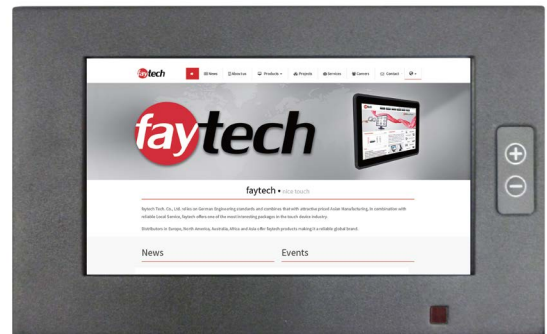 faytech
News About us Products Projects Services Careers Contact
faytech
faytech • nice touch
faytech Tech. Co., Ltd. relies on German Engineering standards and combines that with attractive priced Asian Manufacturing. In combination with
reliable Local Service, faytech offers one of the most interesting packages in the touch device industry.
Distributors in Europe, North America, Australia, Africa and Asia offer faytech products making it a reliable global brand.
News Events